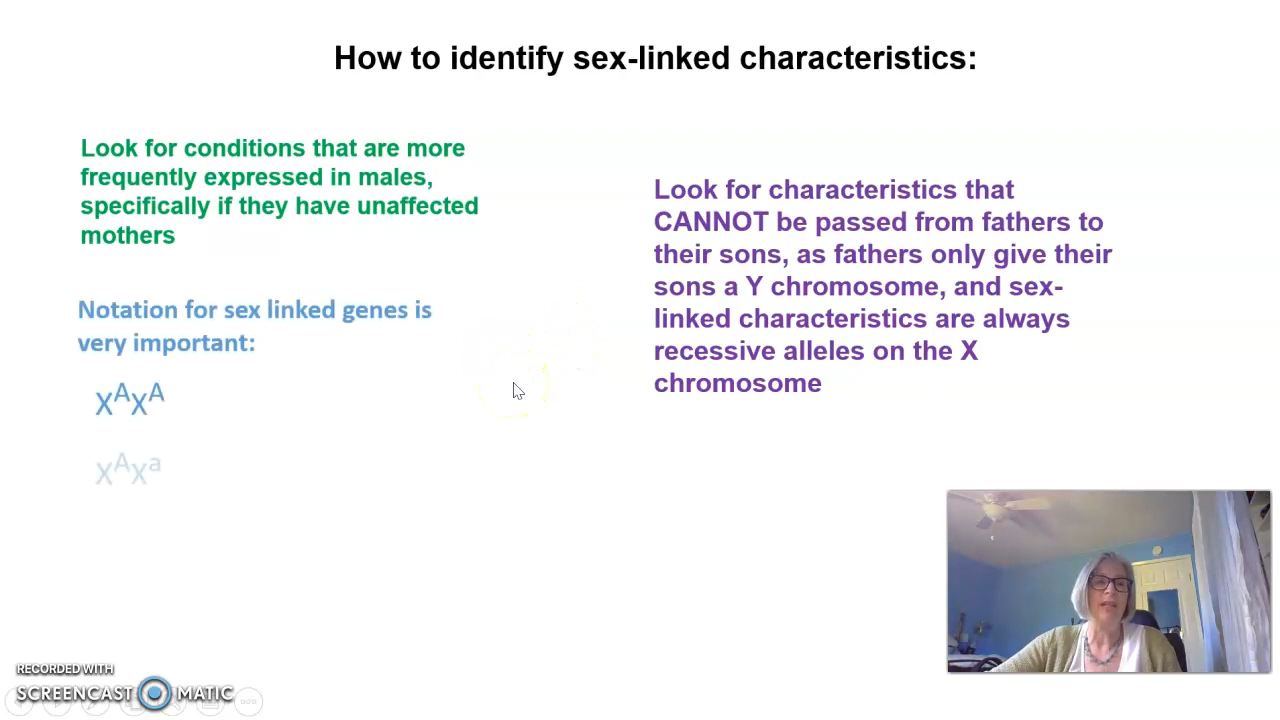 How to identify sex-linked characteristics:
Look for conditions that are more
frequently expressed in males,
specifically if they have unaffected
mothers
Notation for sex linked genes is
very important:
XᴬXᴬ
XᴬXᵃ
Look for characteristics that
CANNOT be passed from fathers to
their sons, as fathers only give their
sons a Y chromosome, and sex-
linked characteristics are always
recessive alleles on the X
chromosome
RECORDED WITH
SCREENCAST MATIC